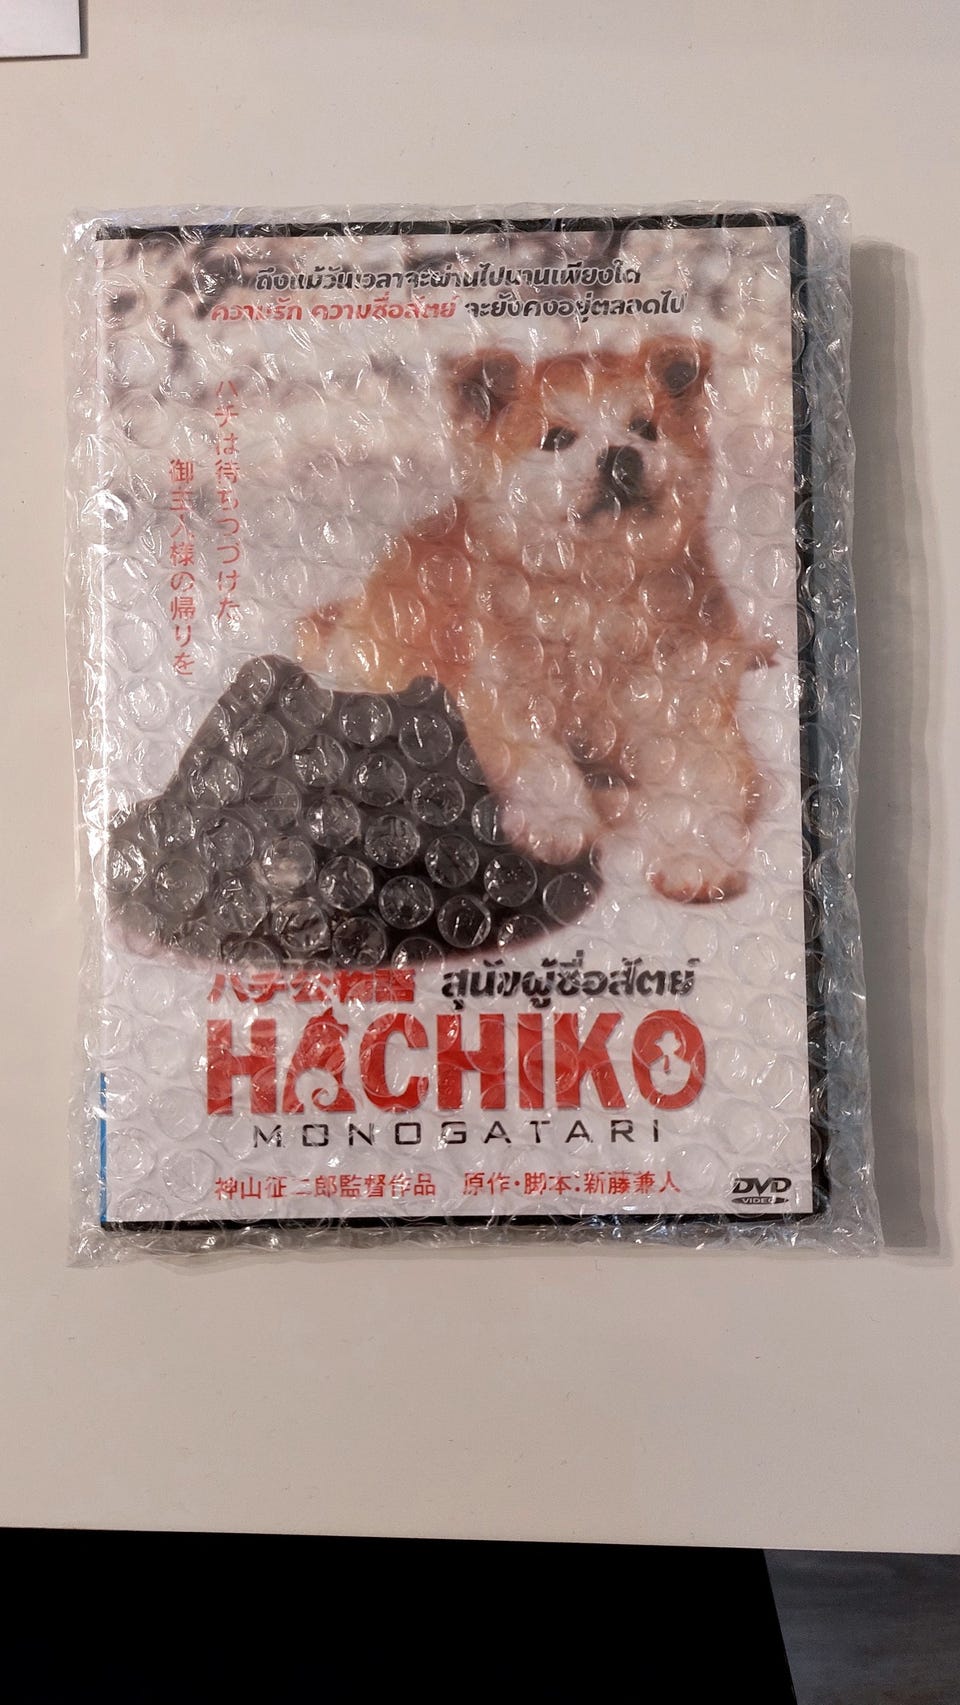 ถึงแม้วันเวลาจะผ่านไปนานเพียงใด
ความรัก ความซื่อสัตย์ จะยังคงอยู่ตลอดไป
ハチは待ちつづけた
御主人様の帰りを
ハチ公物語 สุนัขผู้ซื่อสัตย์
HACHIKO
MONOGATARI
神山征二郎監督作品 原作・脚本:新藤兼人
DVD
VIDEO